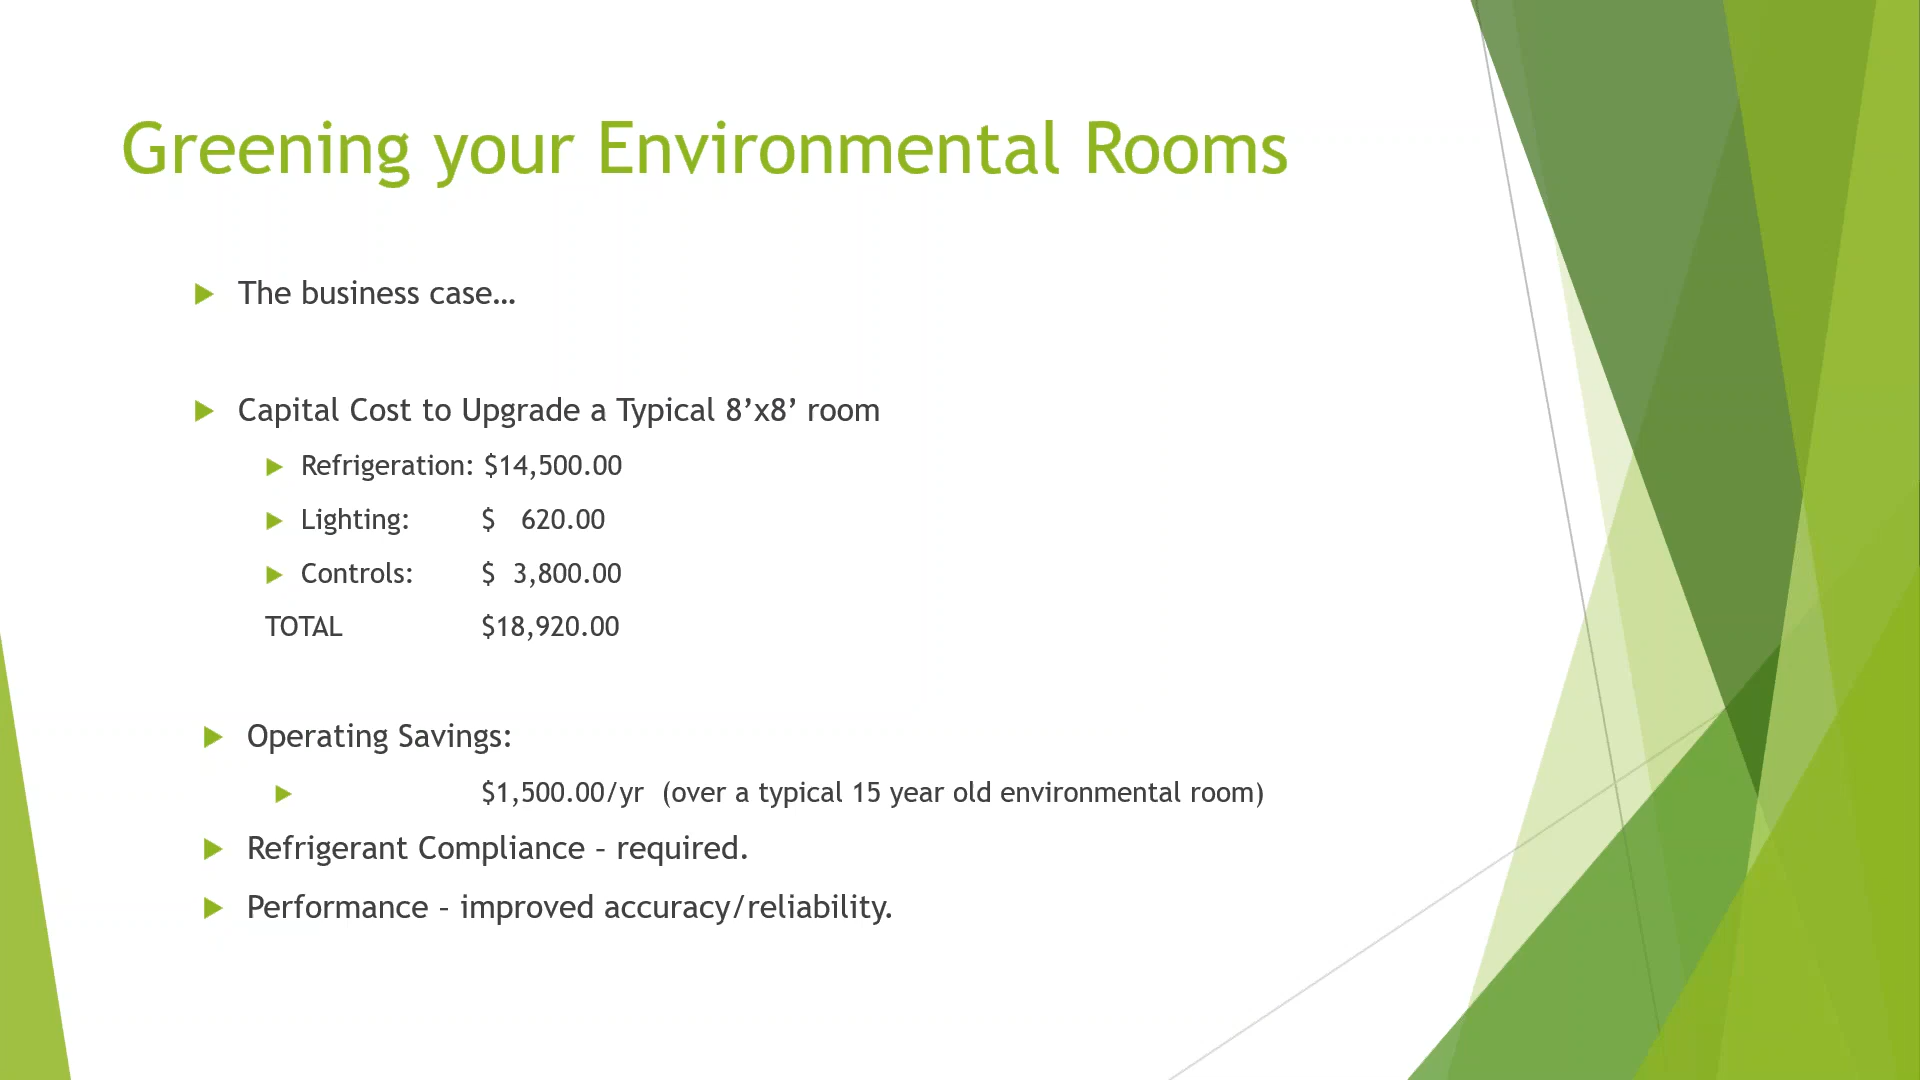 Greening your Environmental Rooms
The business case…
Capital Cost to Upgrade a Typical 8’x8’ room
Refrigeration: $14,500.00
Lighting: $ 620.00
Controls: $ 3,800.00
TOTAL $18,920.00
Operating Savings:
$1,500.00/yr (over a typical 15 year old environmental room)
Refrigerant Compliance – required.
Performance – improved accuracy/reliability.